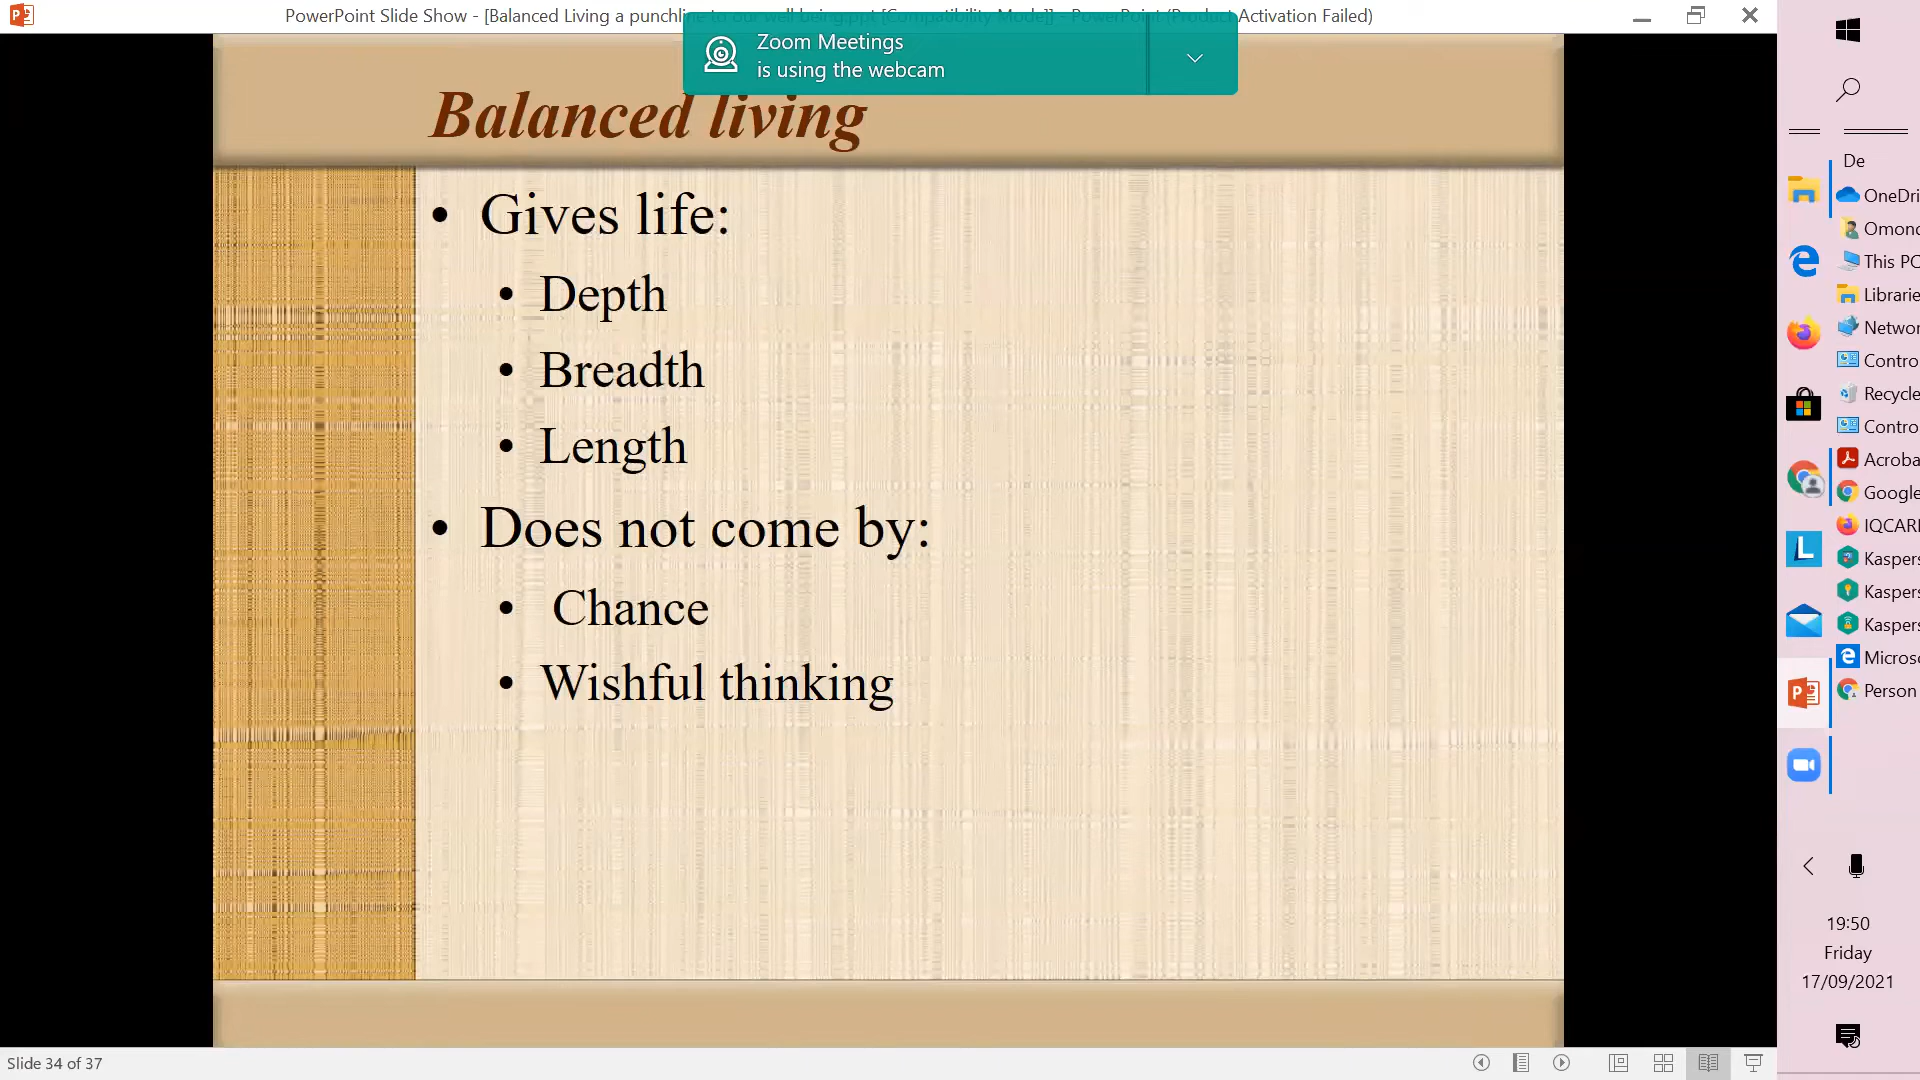 PowerPoint Slide Show - [Balanced Living a punchline to our well being.ppt [Compatibility Mode]] - PowerPoint (Product Activation Failed)
Zoom Meetings
is using the webcam
Balanced living
• Gives life:
• Depth
• Breadth
• Length
• Does not come by:
• Chance
• Wishful thinking
De
OneDri
Omond
This PC
Librarie
Networ
Contro
Recycle
Contro
Acroba
Google
IQCARE
Kaspers
Kaspers
Kaspers
Microso
Person
19:50
Friday
17/09/2021
Slide 34 of 37